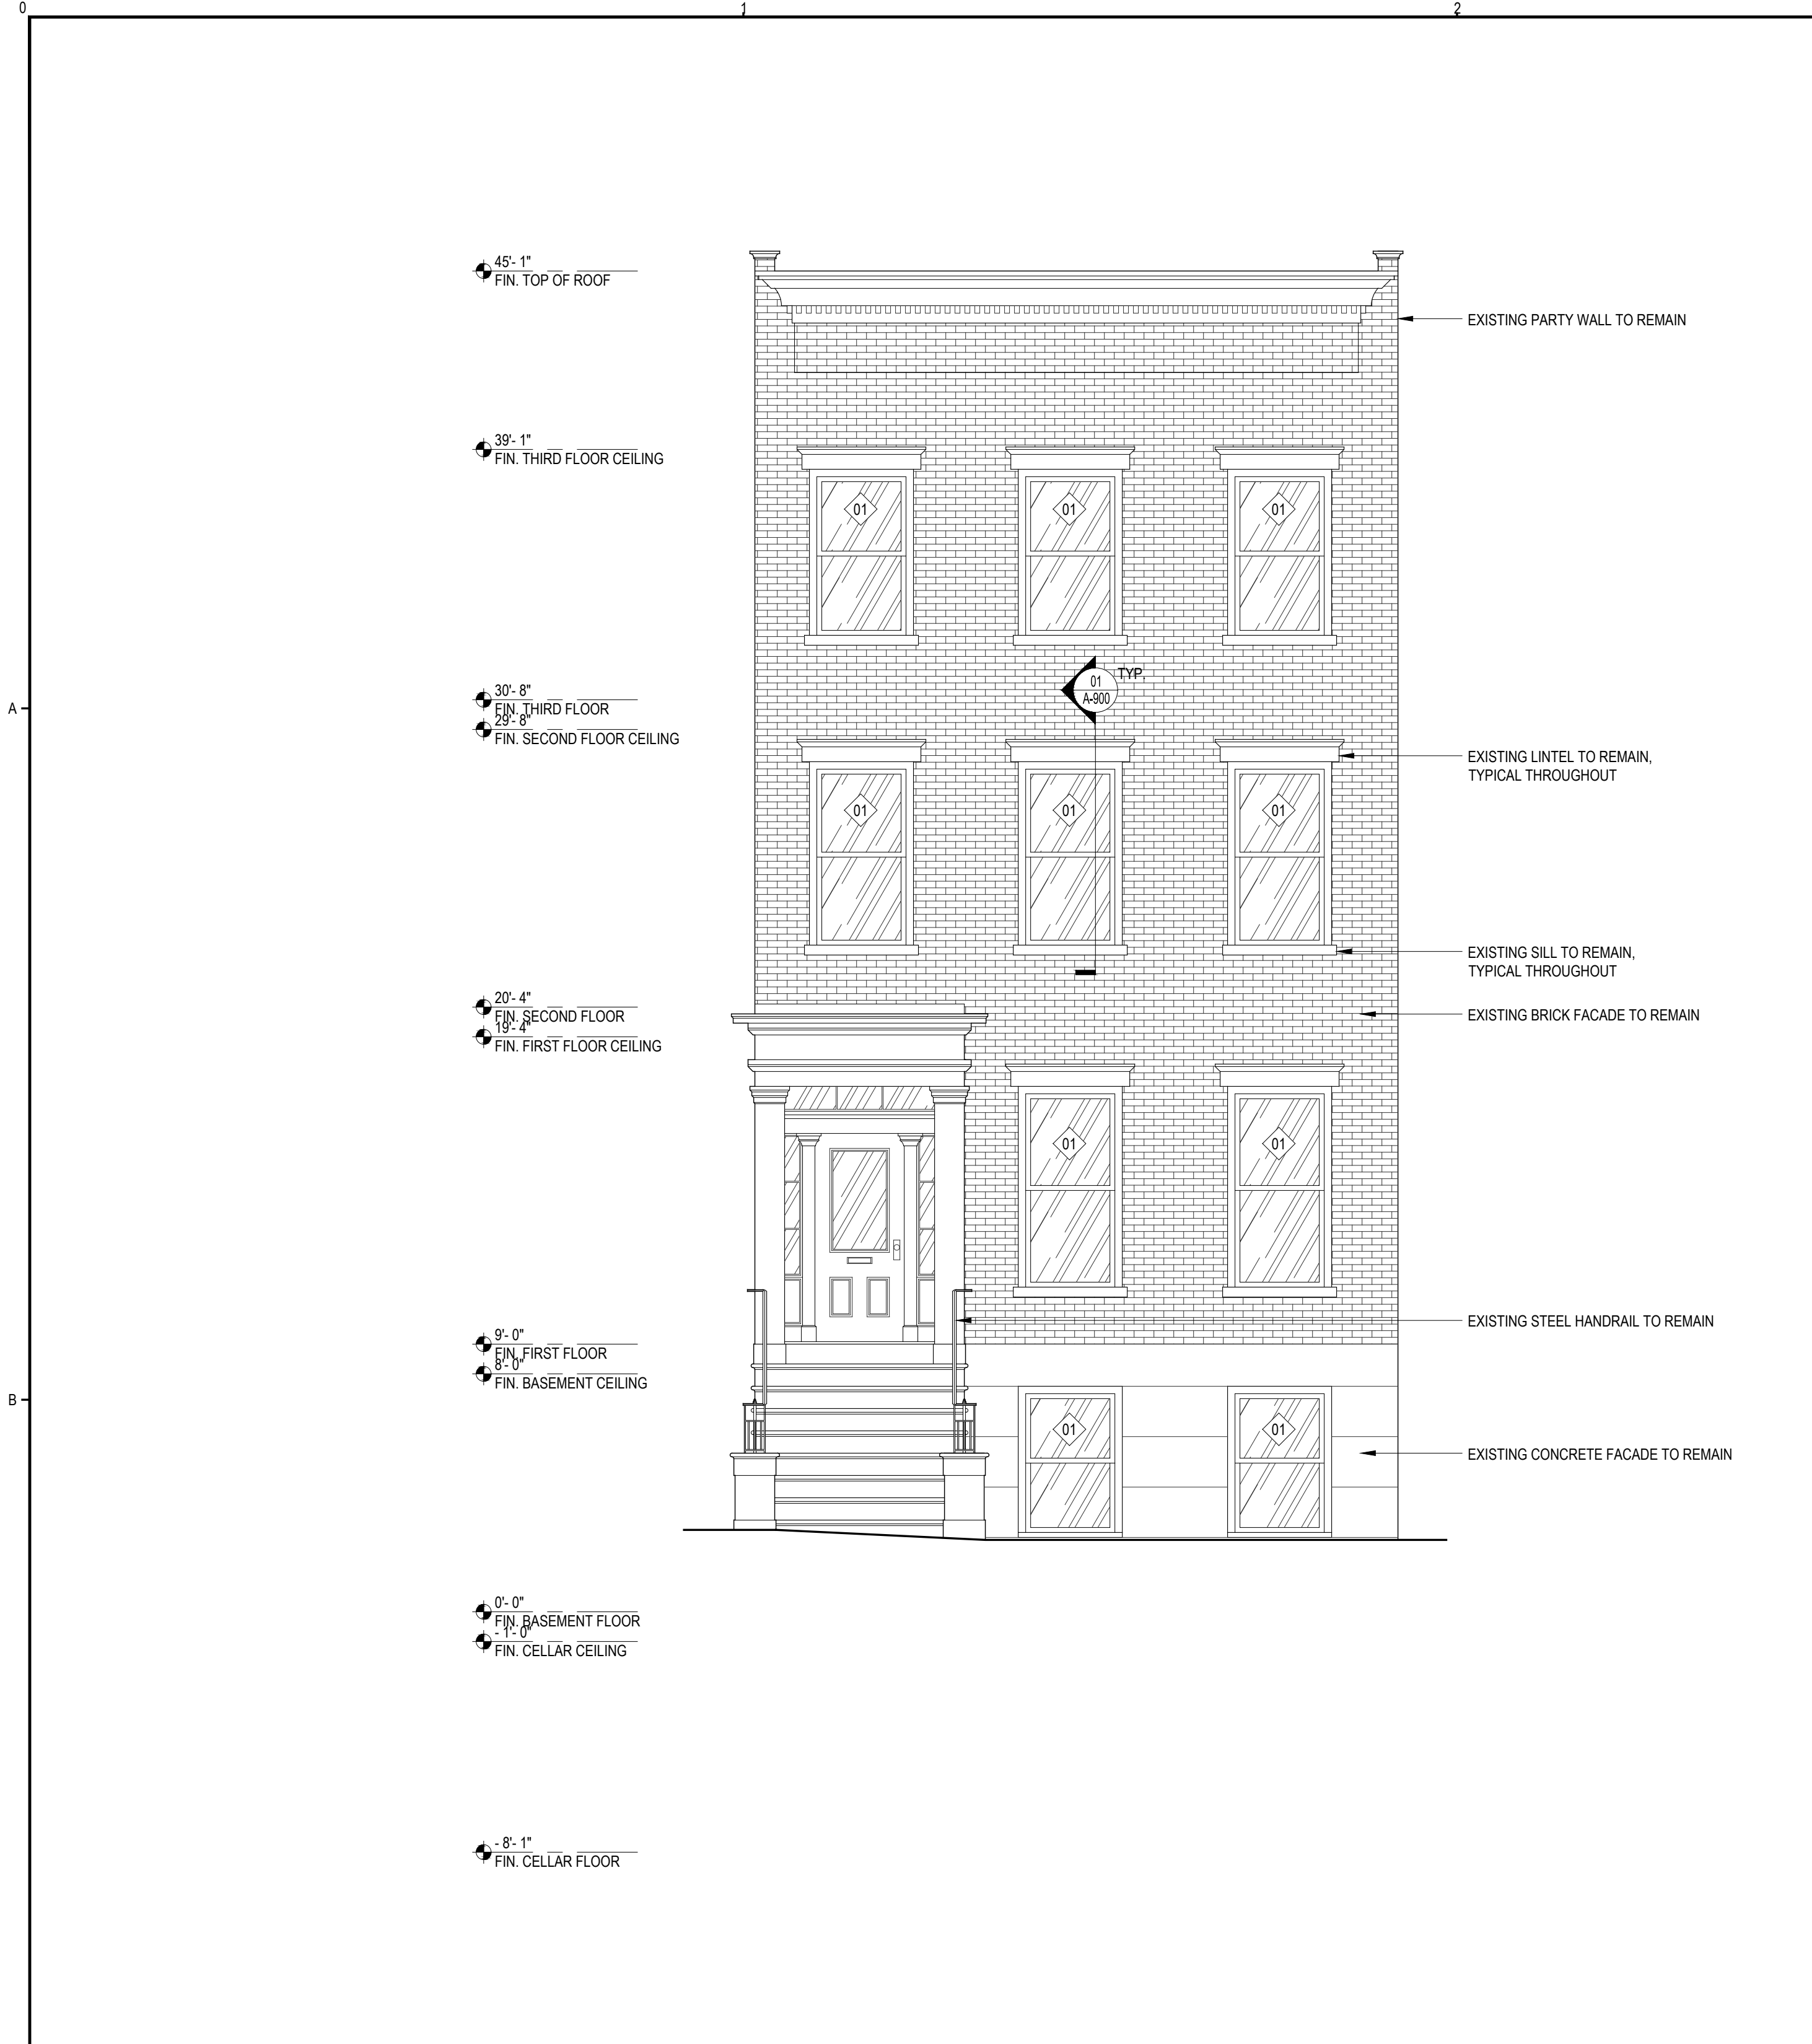 0
1
2
45'- 1"
FIN. TOP OF ROOF
EXISTING PARTY WALL TO REMAIN
39'- 1"
FIN. THIRD FLOOR CEILING
01
01
01
A
30'- 8"
FIN. THIRD FLOOR
29'- 8"
FIN. SECOND FLOOR CEILING
TYP.
01
A-900
EXISTING LINTEL TO REMAIN,
TYPICAL THROUGHOUT
01
01
01
EXISTING SILL TO REMAIN,
TYPICAL THROUGHOUT
20'- 4"
FIN. SECOND FLOOR
EXISTING BRICK FACADE TO REMAIN
19'- 4"
FIN. FIRST FLOOR CEILING
01
01
EXISTING STEEL HANDRAIL TO REMAIN
9'- 0"
FIN. FIRST FLOOR
8'- 0"
FIN. BASEMENT CEILING
B
01
01
EXISTING CONCRETE FACADE TO REMAIN
0'- 0"
FIN. BASEMENT FLOOR
- 1'- 0"
FIN. CELLAR CEILING
- 8'- 1"
FIN. CELLAR FLOOR